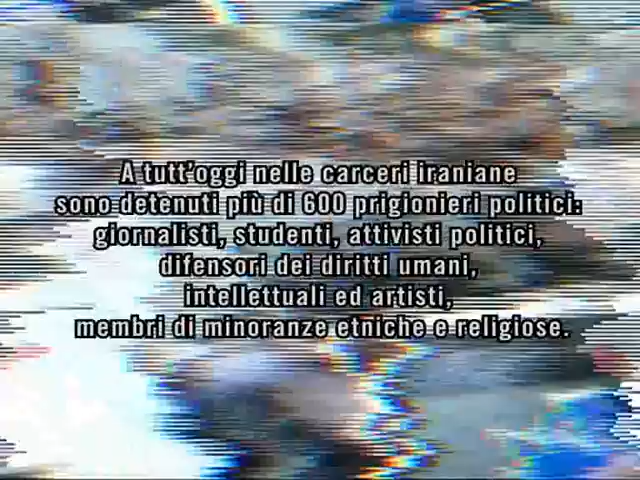 A tutt'oggi nelle carceri iraniane
sono detenuti più di 600 prigionieri politici:
giornalisti, studenti, attivisti politici,
difensori dei diritti umani,
intellettuali ed artisti,
membri di minoranze etniche e religiose.